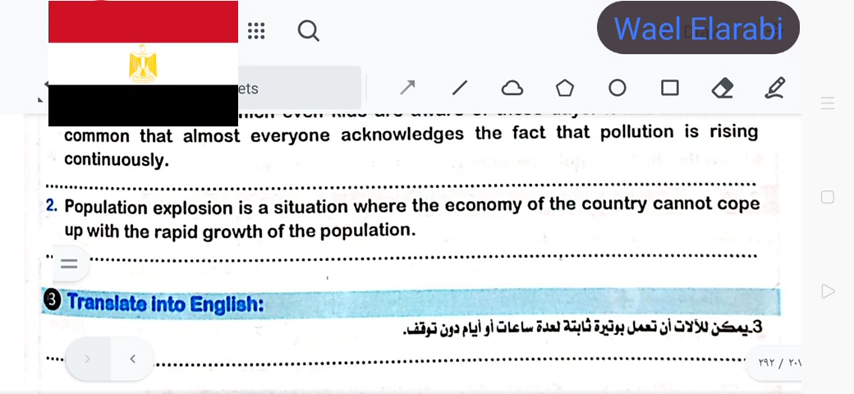 Wael Elarabi
ets
common that almost everyone acknowledges the fact that pollution is rising
continuously.
2. Population explosion is a situation where the economy of the country cannot cope
up with the rapid growth of the population.
3 Translate into English:
3.يمكن للآلات أن تعمل بوتيرة ثابتة لعدة ساعات أو أيام دون توقف.